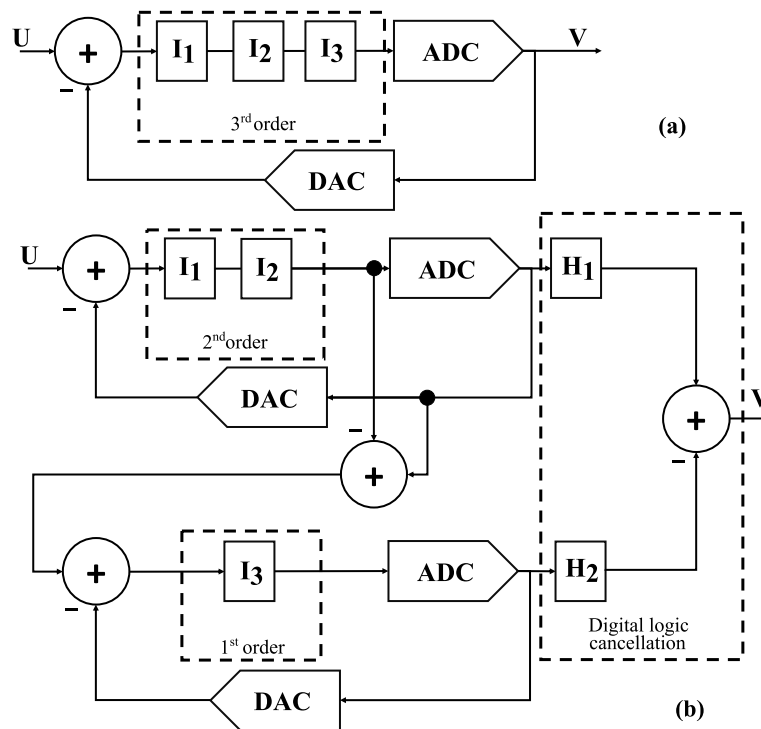 U
+
I1
I2
I3
ADC
V
−
3rd order
(a)
DAC
U
+
I1
I2
ADC
H1
−
2nd order
DAC
−
+
+
V
−
+
I3
ADC
H2
−
1st order
Digital logic
cancellation
DAC
(b)